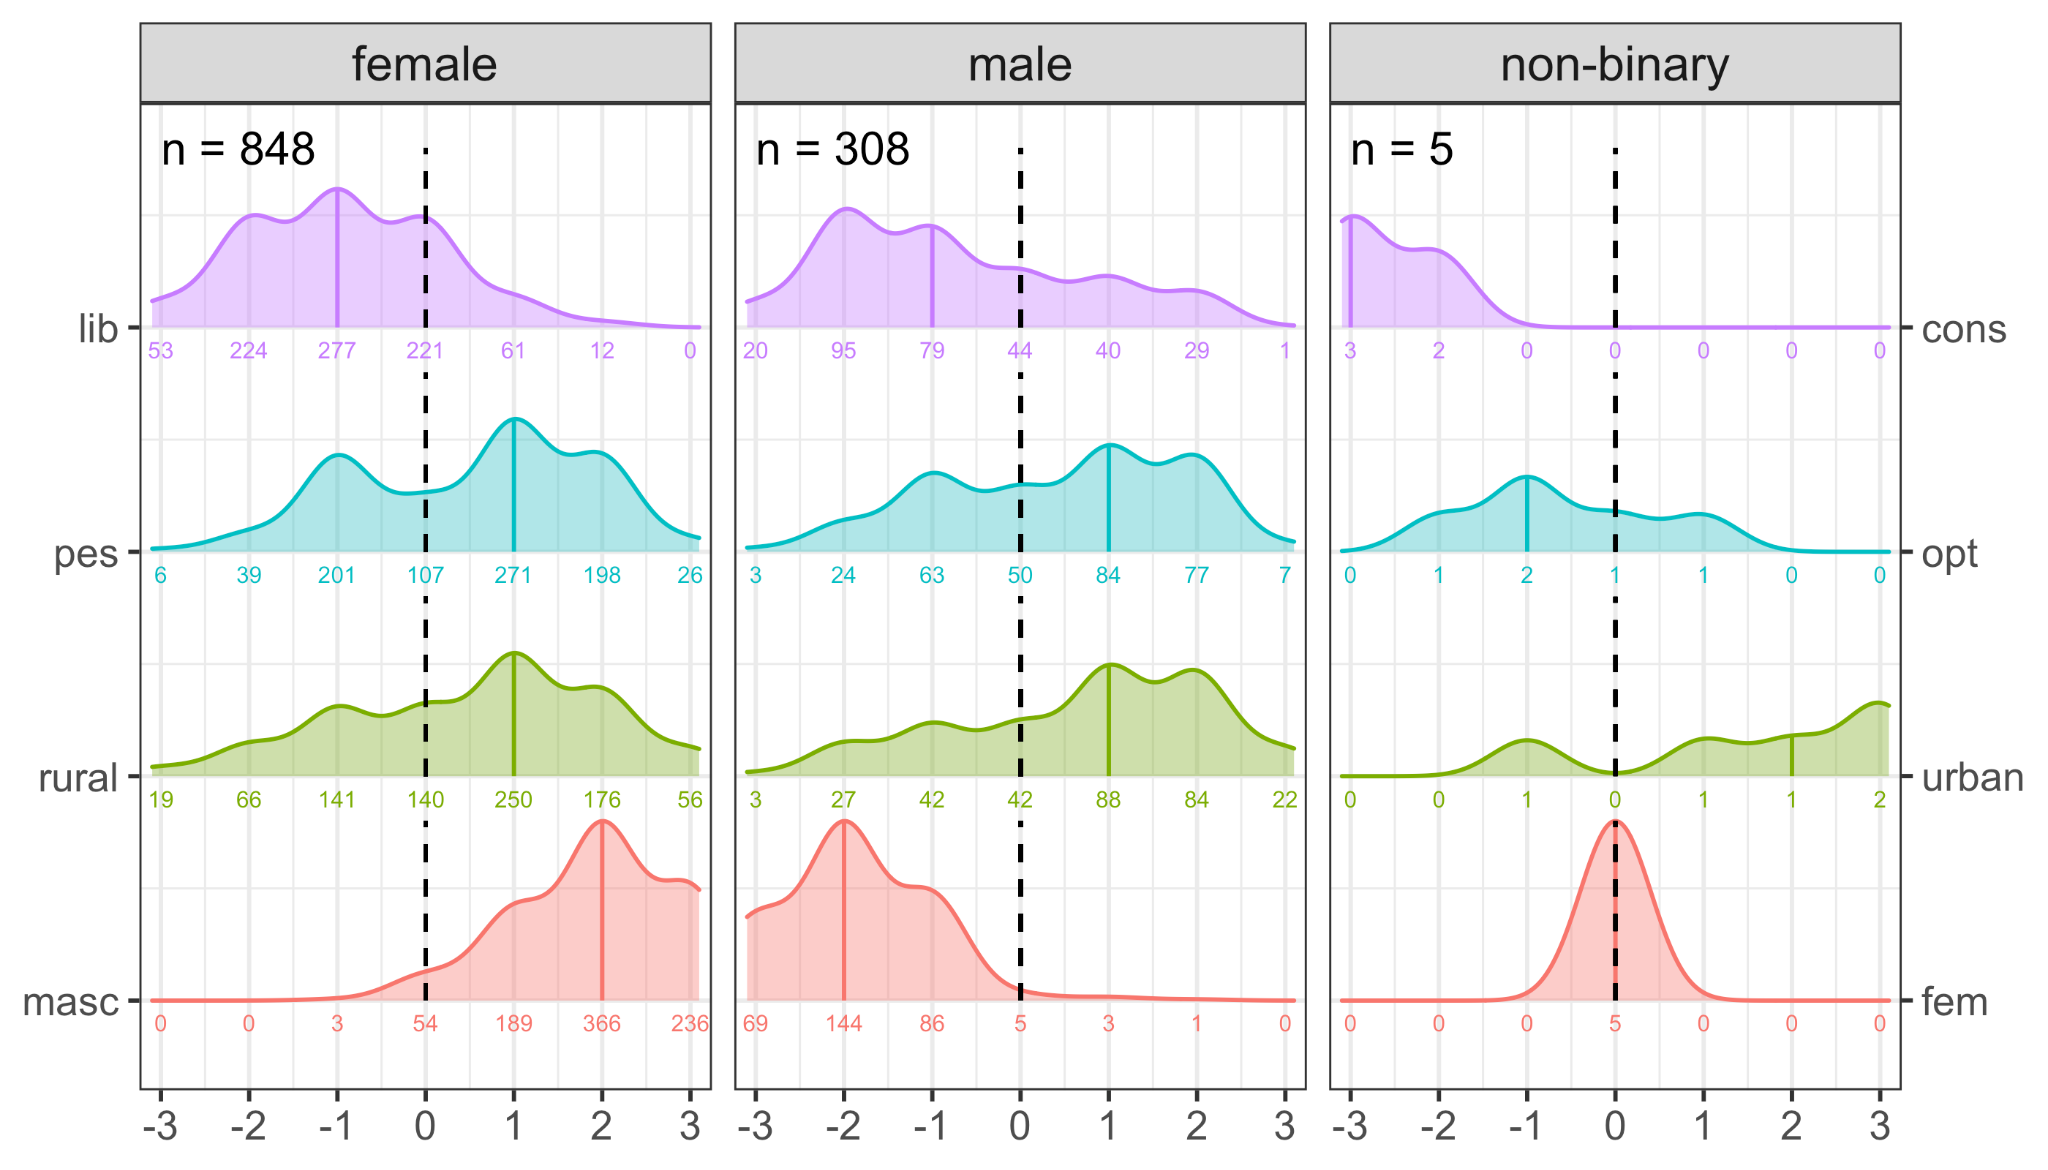 female male non-binary
n = 848 n = 308 n = 5
lib cons
53 224 277 221 61 12 0 20 95 79 44 40 29 1 3 2 0 0 0 0 0
pes opt
6 39 201 107 271 198 26 3 24 63 50 84 77 7 0 1 2 1 1 0 0
rural urban
19 66 141 140 250 176 56 3 27 42 42 88 84 22 0 0 1 0 1 1 2
masc fem
0 0 3 54 189 366 236 69 144 86 5 3 1 0 0 0 0 5 0 0 0
-3 -2 -1 0 1 2 3 -3 -2 -1 0 1 2 3 -3 -2 -1 0 1 2 3